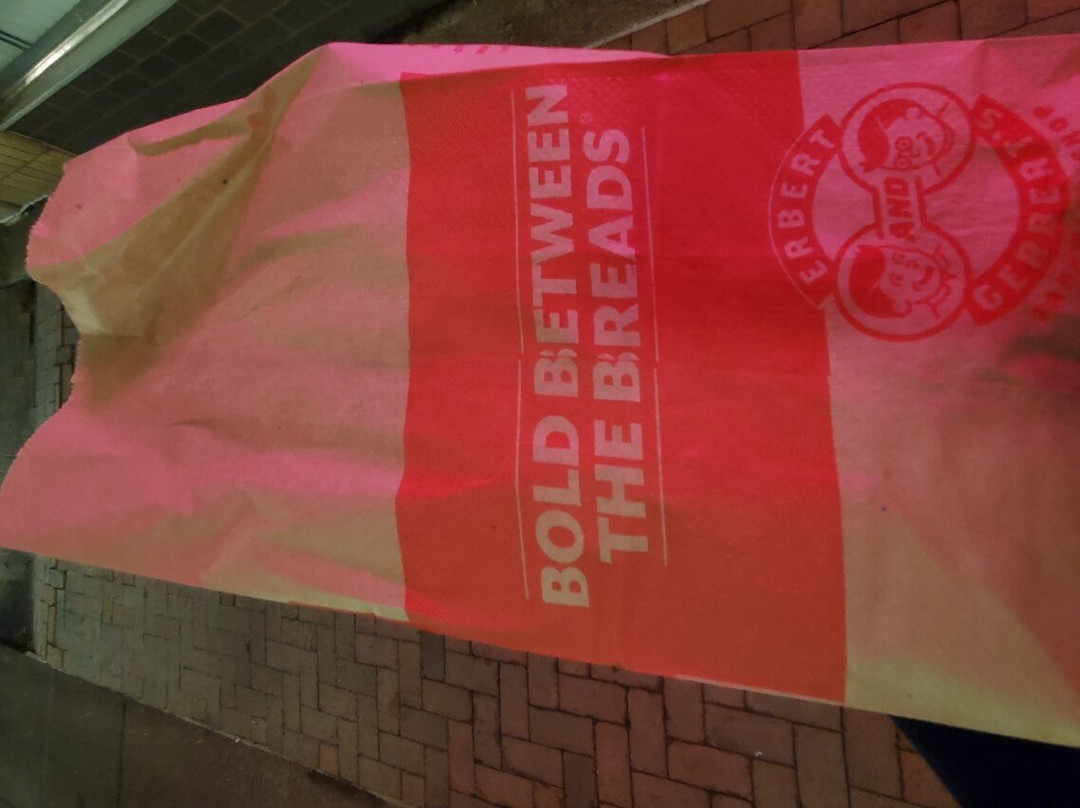 BOLD BETWEEN
THE BREADS®
ERBERT
AND
GERBERT'S